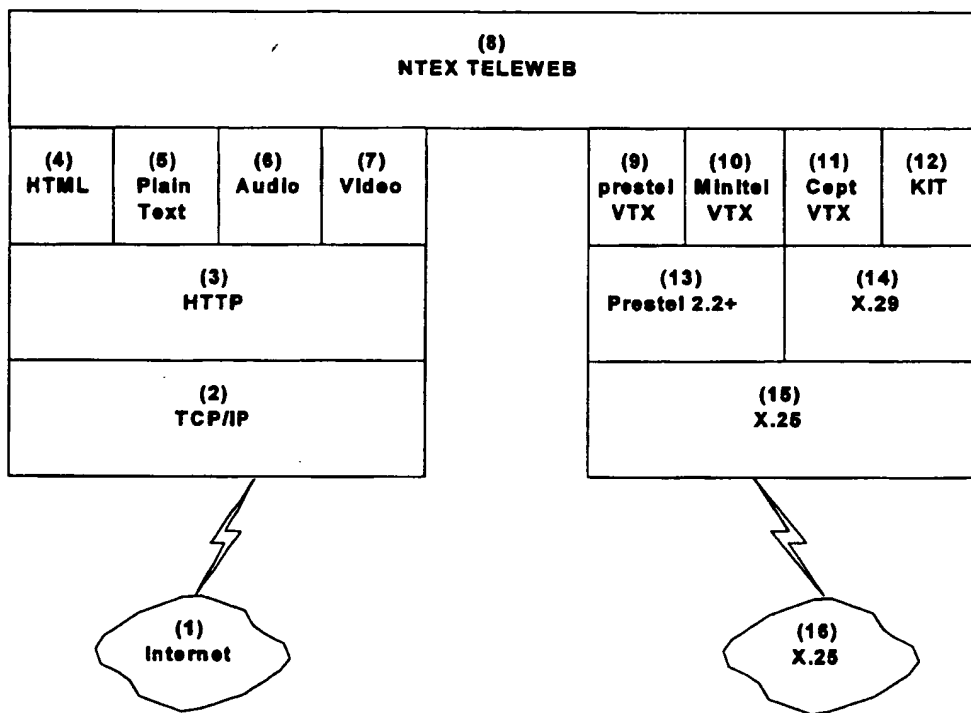 (8)
NTEX TELEWEB
(4)
HTML
(5)
Plain
Text
(6)
Audio
(7)
Video
(9)
prestel
VTX
(10)
Minitel
VTX
(11)
Cept
VTX
(12)
KIT
(3)
HTTP
(13)
Prestel 2.2+
(14)
X.29
(2)
TCP/IP
(15)
X.25
(1)
Internet
(16)
X.25